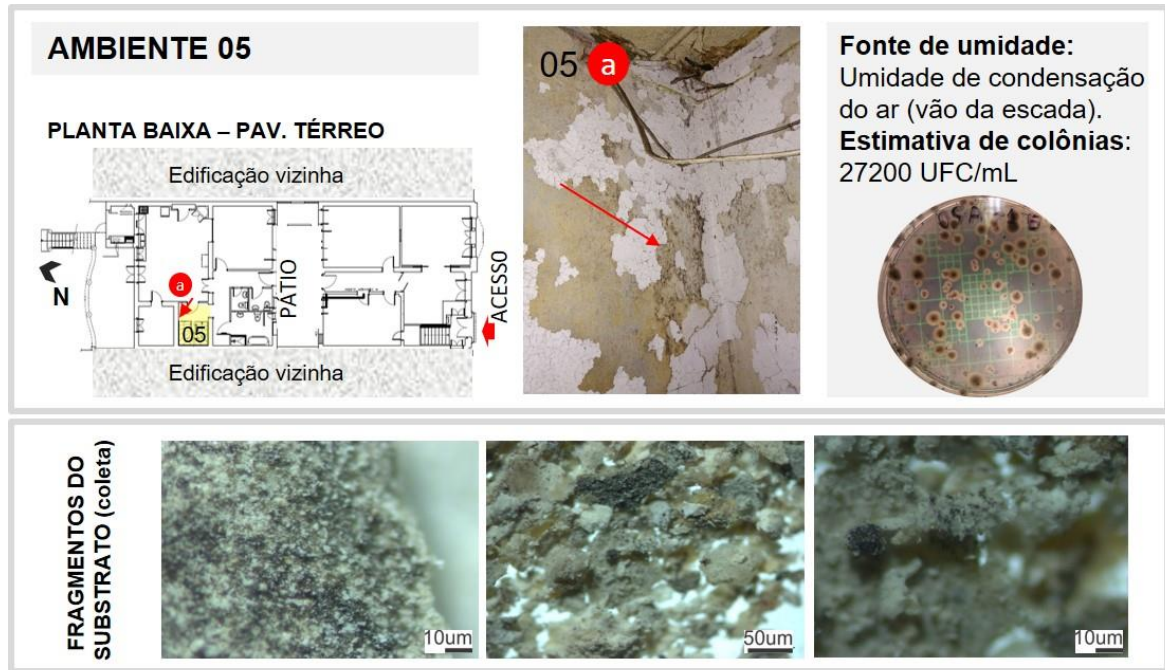 AMBIENTE 05
PLANTA BAIXA – PAV. TÉRREO
Edificação vizinha
PÁTIO
ACESSO
N
a
05
Edificação vizinha
05 a
Fonte de umidade:
Umidade de condensação
do ar (vão da escada).
Estimativa de colônias:
27200 UFC/mL
FRAGMENTOS DO
SUBSTRATO (coleta)
10um
50um
10um